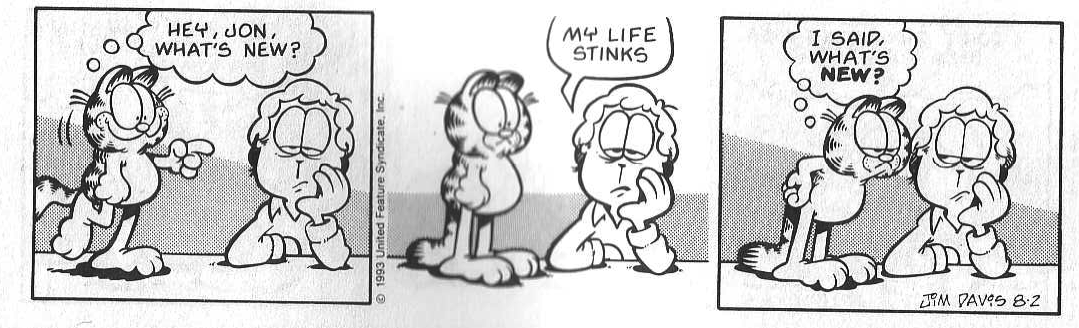 HEY, JON,
WHAT'S NEW?
© 1993 United Feature Syndicate, Inc.
MY LIFE
STINKS
I SAID,
WHAT'S
NEW?
JIM DAVIS 8-2